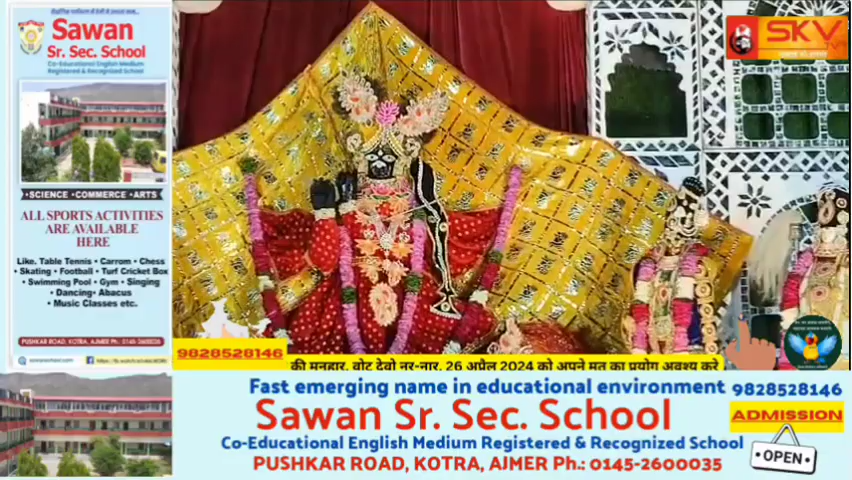 Sawan
Sr. Sec. School
Co-Educational English Medium
Registered & Recognized School
•SCIENCE •COMMERCE •ARTS
ALL SPORTS ACTIVITIES
ARE AVAILABLE
HERE
Like. Table Tennis • Carrom • Chess
• Skating • Football • Turf Cricket Box
• Swimming Pool • Gym • Singing
• Dancing • Abacus
• Music Classes etc.
PUSHKAR ROAD, KOTRA, AJMER Ph.: 0145-2600035
SKV
9828528146
की मनुहार, वोट देवो नर-नार, 26 अप्रैल 2024 को अपने मत का प्रयोग अवश्य करे
Fast emerging name in educational environment
9828528146
Sawan Sr. Sec. School
ADMISSION
Co-Educational English Medium Registered & Recognized School
OPEN
PUSHKAR ROAD, KOTRA, AJMER Ph.: 0145-2600035